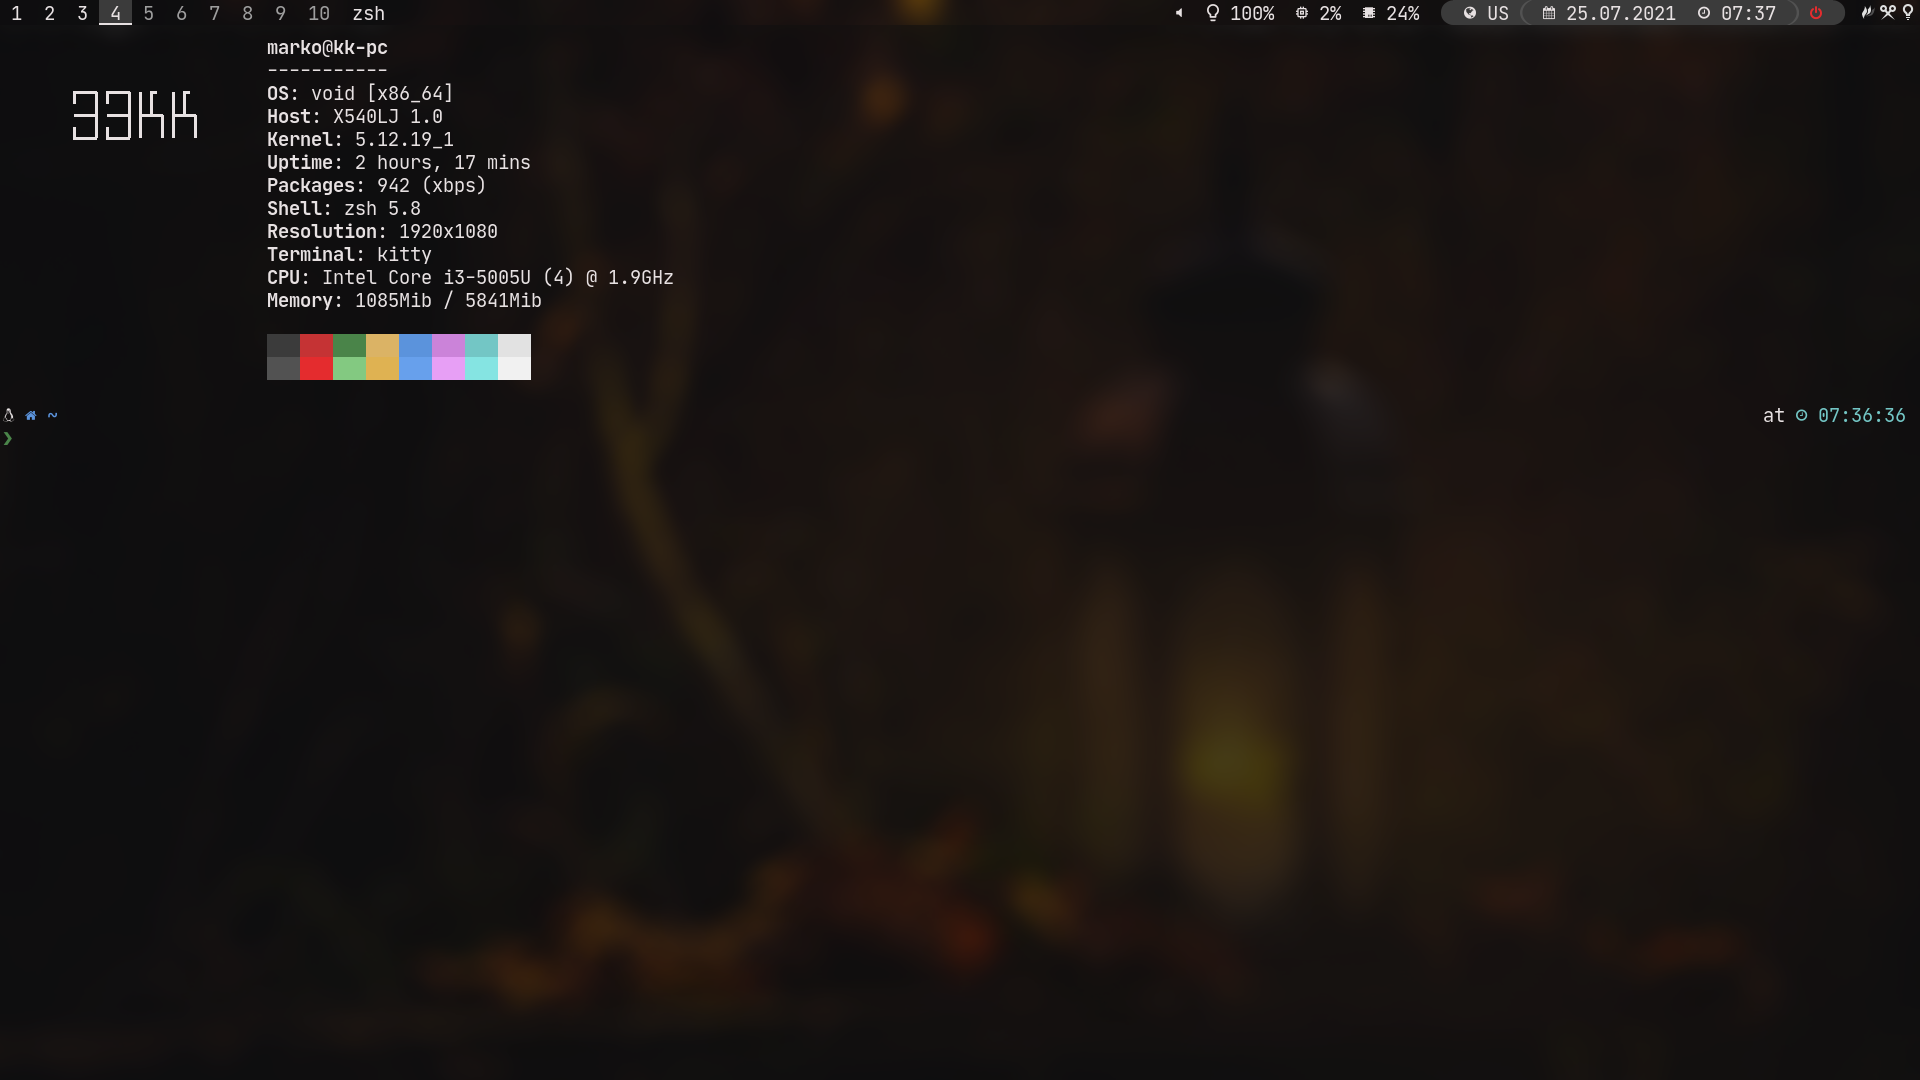 1 2 3 4 5 6 7 8 9 10 zsh 100% 2% 24% US 25.07.2021 07:37
marko@kk-pc
-----------
33kk
OS: void [x86_64]
Host: X540LJ 1.0
Kernel: 5.12.19_1
Uptime: 2 hours, 17 mins
Packages: 942 (xbps)
Shell: zsh 5.8
Resolution: 1920x1080
Terminal: kitty
CPU: Intel Core i3-5005U (4) @ 1.9GHz
Memory: 1085Mib / 5841Mib
~ at 07:36:36
❯